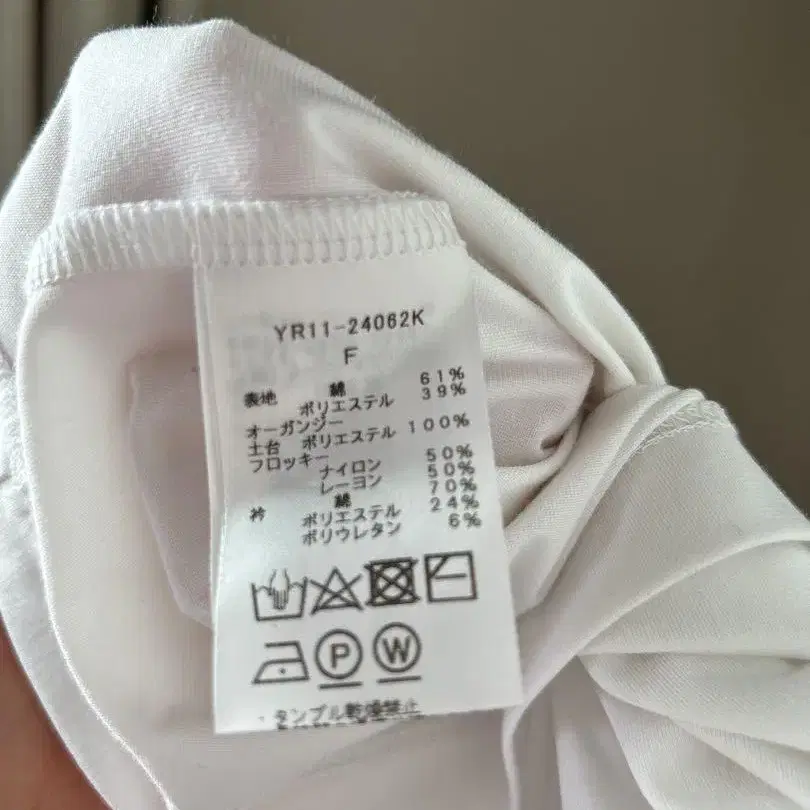 YR11-24062K
F
表地 綿 61%
ポリエステル 39%
オーガンジー
土台 ポリエステル 100%
フロッキー
ナイロン 50%
レーヨン 50%
衿 綿 70%
ポリエステル 24%
ポリウレタン 6%
P W
・タンブル乾燥禁止